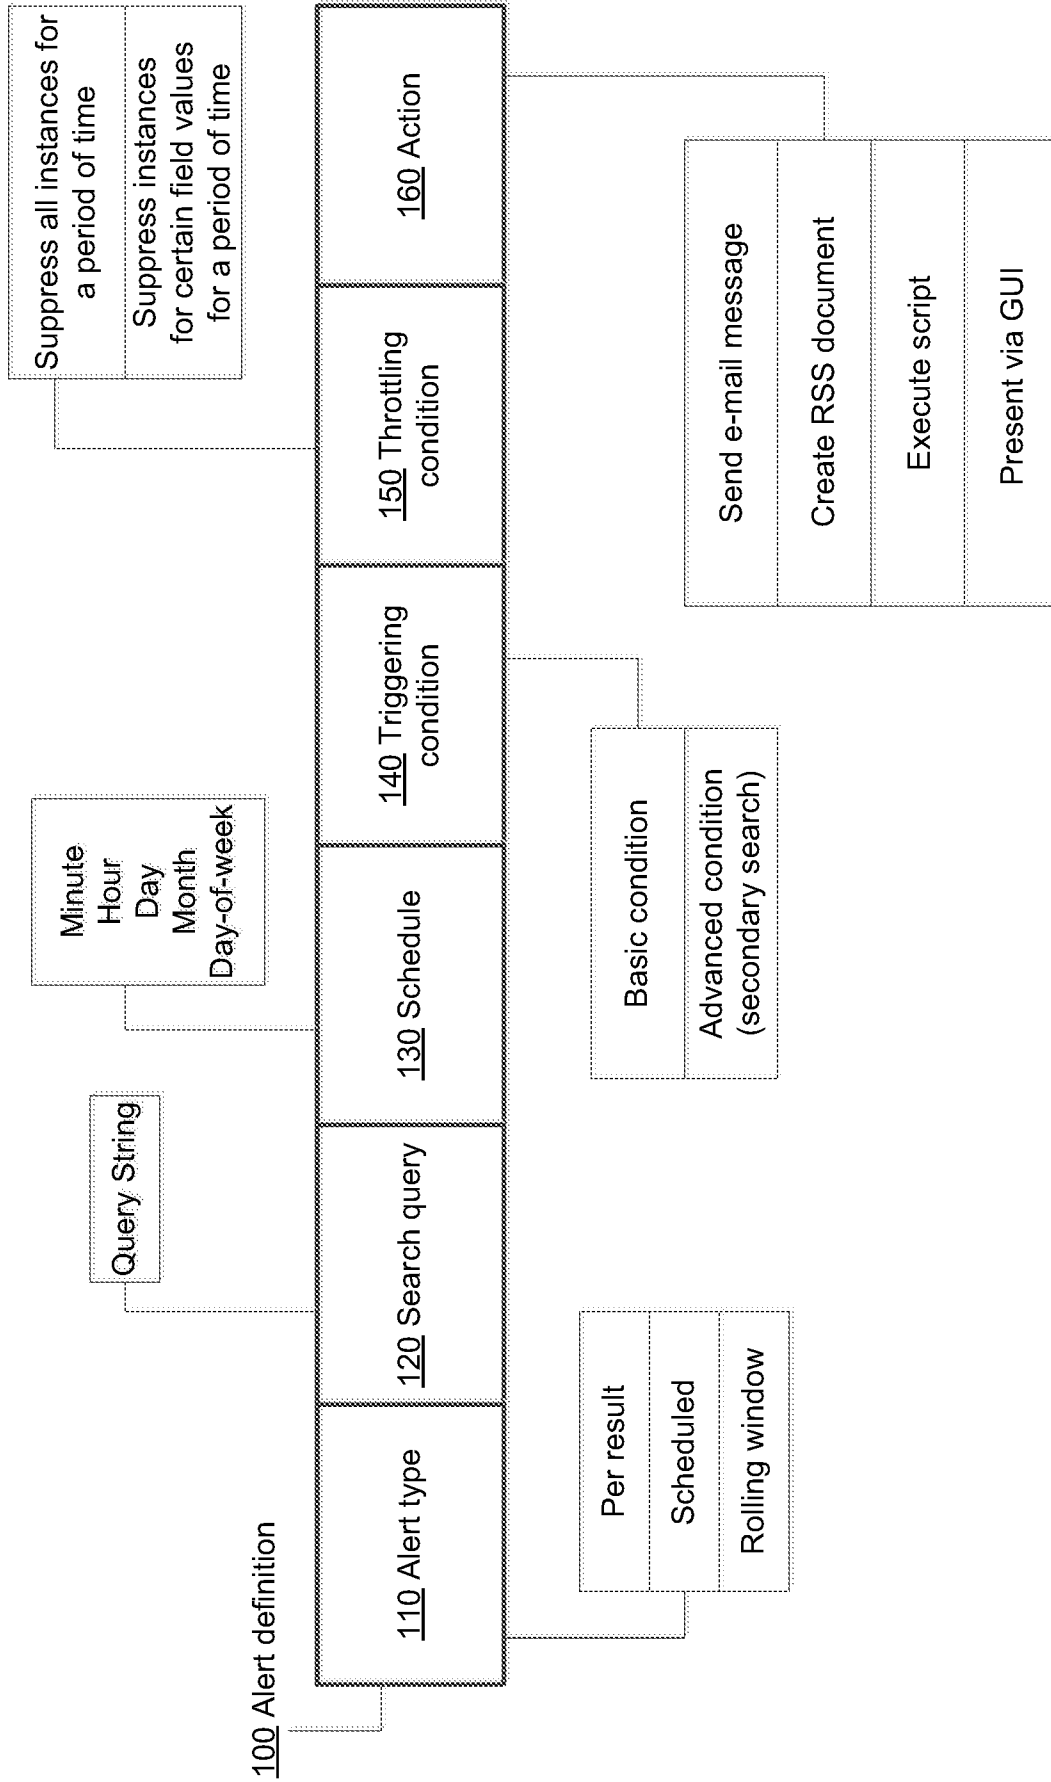 100 Alert definition
110 Alert type
120 Search query
130 Schedule
140 Triggering
condition
150 Throttling
condition
160 Action
Query String
Minute
Hour
Day
Month
Day-of-week
Suppress all instances for
a period of time
Suppress instances
for certain field values
for a period of time
Per result
Scheduled
Rolling window
Basic condition
Advanced condition
(secondary search)
Send e-mail message
Create RSS document
Execute script
Present via GUI